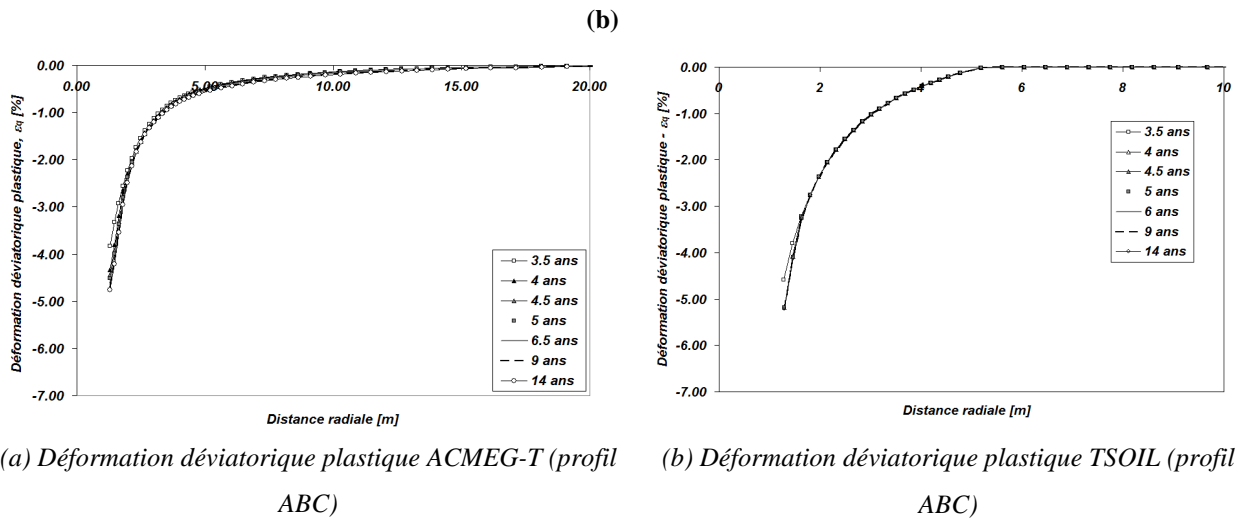 (b)
0.00
-1.00
-2.00
-3.00
-4.00
-5.00
-6.00
-7.00
0.00
5.00
10.00
15.00
20.00
Déformation déviatorique plastique, εq [%]
Distance radiale [m]
3.5 ans
4 ans
4.5 ans
5 ans
6.5 ans
9 ans
14 ans
(a) Déformation déviatorique plastique ACMEG-T (profil
ABC)
0.00
-1.00
-2.00
-3.00
-4.00
-5.00
-6.00
-7.00
0
2
4
6
8
10
Déformation déviatorique plastique - εq [%]
Distance radiale [m]
3.5 ans
4 ans
4.5 ans
5 ans
6 ans
9 ans
14 ans
(b) Déformation déviatorique plastique TSOIL (profil
ABC)